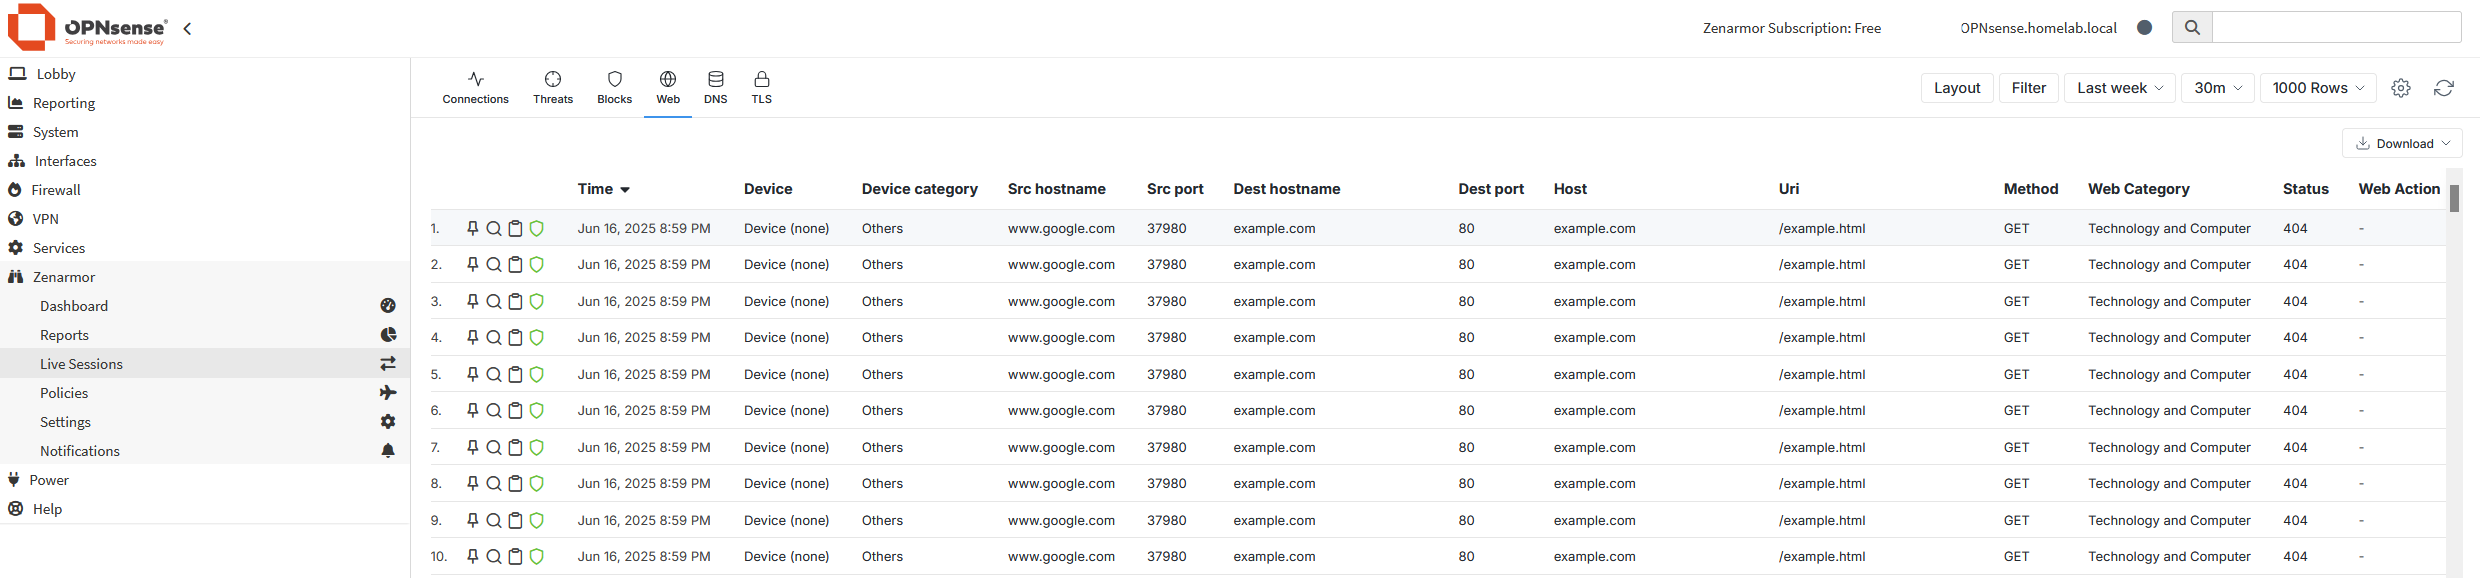 OPNsense®
Securing networks made easy
Zenarmor Subscription: Free
OPNsense.homelab.local
Lobby
Reporting
System
Interfaces
Firewall
VPN
Services
Zenarmor
Dashboard
Reports
Live Sessions
Policies
Settings
Notifications
Power
Help
Connections Threats Blocks Web DNS TLS
Layout Filter Last week 30m 1000 Rows
Download
Time Device Device category Src hostname Src port Dest hostname Dest port Host Uri Method Web Category Status Web Action
1. Jun 16, 2025 8:59 PM Device (none) Others www.google.com 37980 example.com 80 example.com /example.html GET Technology and Computer 404 -
2. Jun 16, 2025 8:59 PM Device (none) Others www.google.com 37980 example.com 80 example.com /example.html GET Technology and Computer 404 -
3. Jun 16, 2025 8:59 PM Device (none) Others www.google.com 37980 example.com 80 example.com /example.html GET Technology and Computer 404 -
4. Jun 16, 2025 8:59 PM Device (none) Others www.google.com 37980 example.com 80 example.com /example.html GET Technology and Computer 404 -
5. Jun 16, 2025 8:59 PM Device (none) Others www.google.com 37980 example.com 80 example.com /example.html GET Technology and Computer 404 -
6. Jun 16, 2025 8:59 PM Device (none) Others www.google.com 37980 example.com 80 example.com /example.html GET Technology and Computer 404 -
7. Jun 16, 2025 8:59 PM Device (none) Others www.google.com 37980 example.com 80 example.com /example.html GET Technology and Computer 404 -
8. Jun 16, 2025 8:59 PM Device (none) Others www.google.com 37980 example.com 80 example.com /example.html GET Technology and Computer 404 -
9. Jun 16, 2025 8:59 PM Device (none) Others www.google.com 37980 example.com 80 example.com /example.html GET Technology and Computer 404 -
10. Jun 16, 2025 8:59 PM Device (none) Others www.google.com 37980 example.com 80 example.com /example.html GET Technology and Computer 404 -